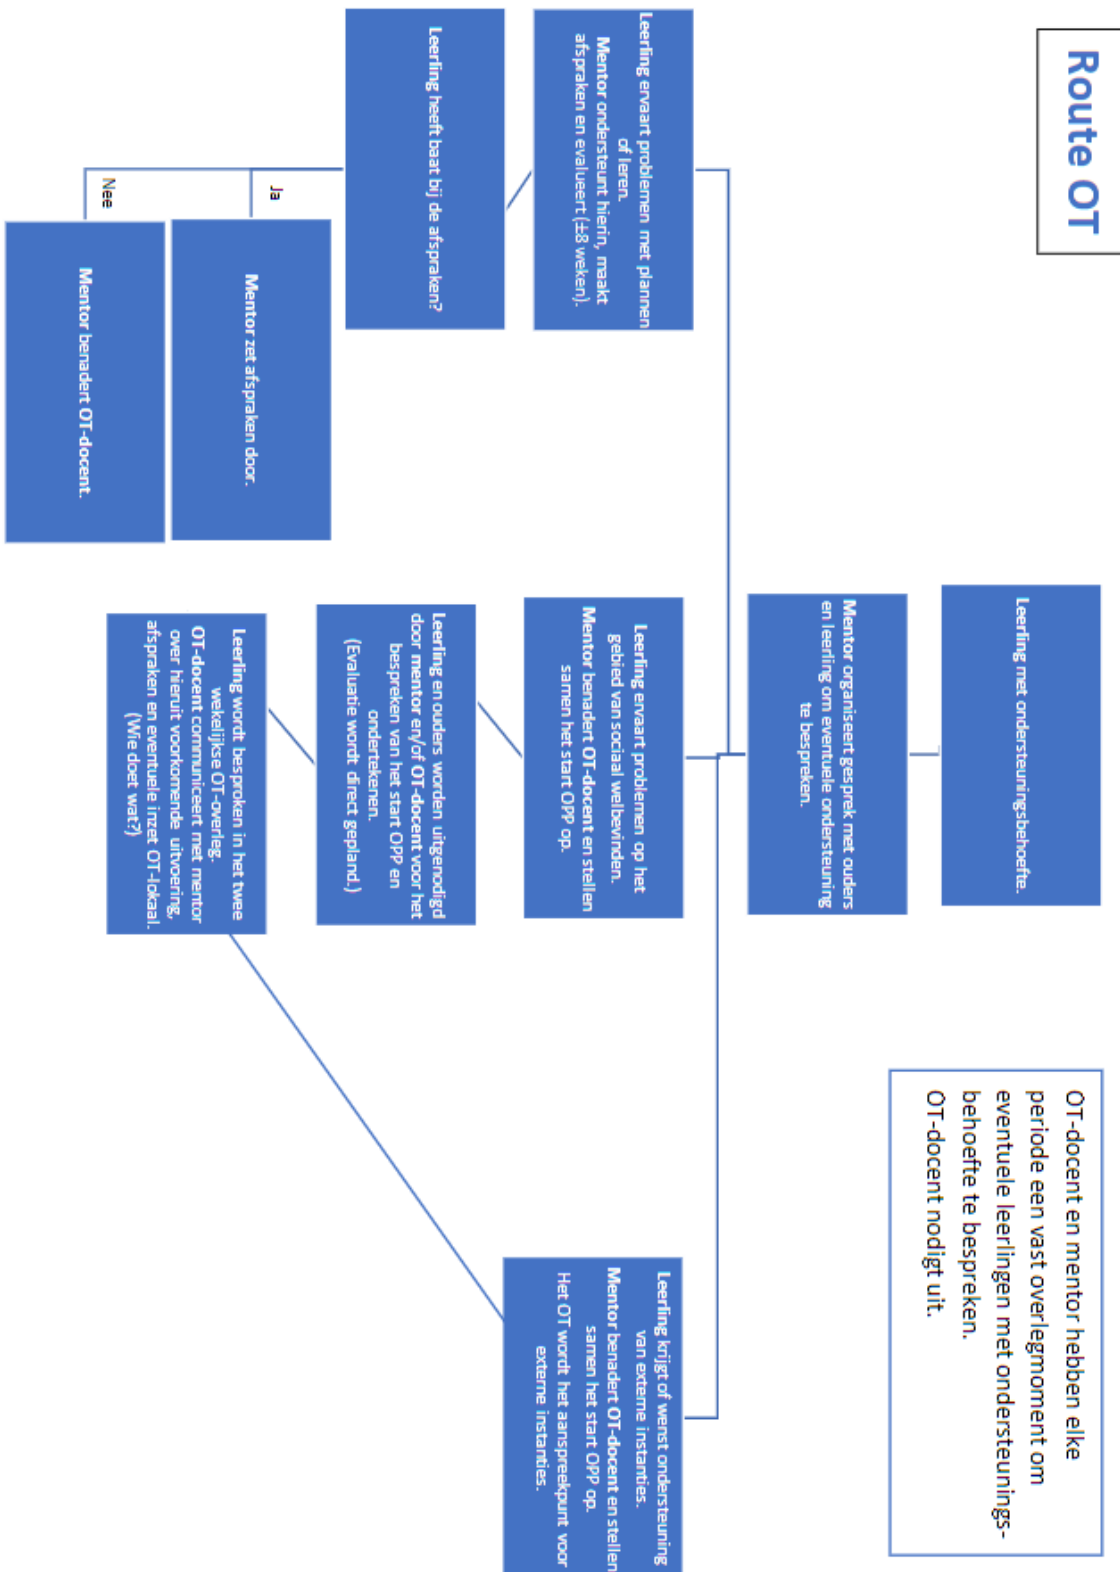 Route OT
Leerling met ondersteuningsbehoefte.
OT-docent en mentor hebben elke
periode een vast overlegmoment om
eventuele leerlingen met ondersteunings-
behoefte te bespreken.
OT-docent nodigt uit.
Mentor organiseert gesprek met ouders
en leerling om eventuele ondersteuning
te bespreken.
Leerling ervaart problemen met plannen
of leren.
Mentor ondersteunt hierin, maakt
afspraken en evalueert (±8 weken).
Leerling heeft baat bij de afspraken?
Ja
Mentor zet afspraken door.
Nee
Mentor benadert OT-docent.
Leerling ervaart problemen op het
gebied van sociaal welbevinden.
Mentor benadert OT-docent en stellen
samen het start OPP op.
Leerling en ouders worden uitgenodigd
door mentor en/of OT-docent voor het
bespreken van het start OPP en
ondertekenen.
(Evaluatie wordt direct gepland.)
Leerling wordt besproken in het twee
wekelijkse OT-overleg.
OT-docent communiceert met mentor
over hieruit voorkomende uitvoering,
afspraken en eventuele inzet OT-lokaal.
(Wie doet wat?)
Leerling krijgt of wenst ondersteuning
van externe instanties.
Mentor benadert OT-docent en stellen
samen het start OPP op.
Het OT wordt het aanspreekpunt voor
externe instanties.